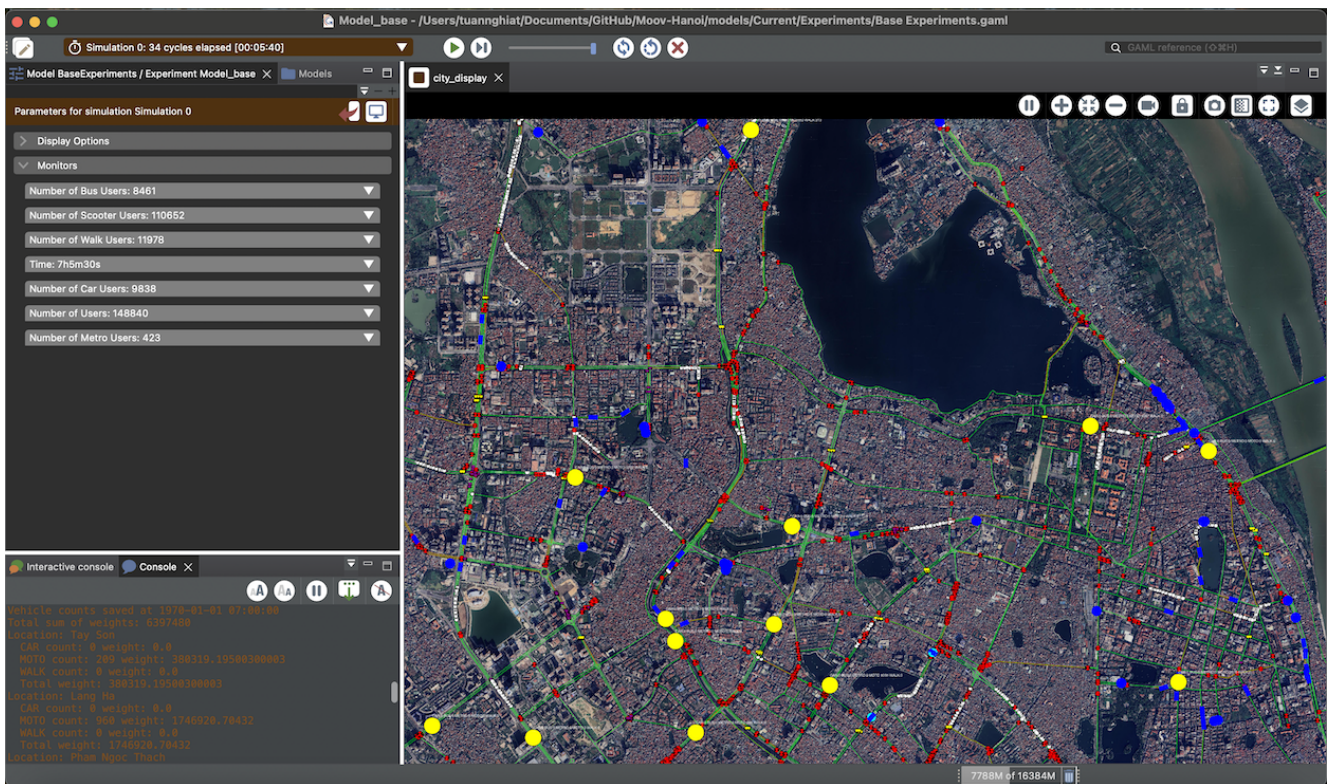 Model_base - /Users/tuannghiat/Documents/GitHub/Moov-Hanoi/models/Current/Experiments/Base Experiments.gaml
Simulation 0: 34 cycles elapsed [00:05:40]
GAML reference (⇧⌘H)
Model BaseExperiments / Experiment Model_base
Models
city_display
Parameters for simulation Simulation 0
Display Options
Monitors
Number of Bus Users: 8461
Number of Scooter Users: 110652
Number of Walk Users: 11978
Time: 7h5m30s
Number of Car Users: 9838
Number of Users: 148840
Number of Metro Users: 423
Interactive console
Console
Vehicle counts saved at 1970-01-01 07:00:00
Total sum of weights: 6397480
Location: Tay Son
CAR count: 0 weight: 0.0
MOTO count: 209 weight: 380319.19500300003
WALK count: 0 weight: 0.0
Total weight: 380319.19500300003
Location: Lang Ha
CAR count: 0 weight: 0.0
MOTO count: 960 weight: 1746920.70432
WALK count: 0 weight: 0.0
Total weight: 1746920.70432
Location: Pham Ngoc Thach
7788M of 16384M